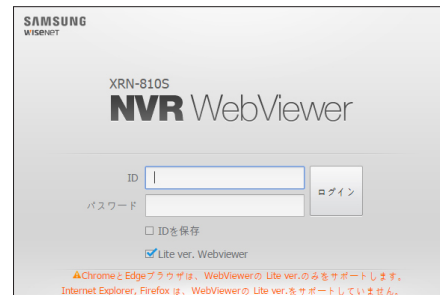 SAMSUNG
WISENET
XRN-810S
NVR WebViewer
ID
ログイン
パスワード
IDを保存
Lite ver. Webviewer
ChromeとEdgeブラウザは、WebViewerの Lite ver.のみをサポートします。
Internet Explorer, Firefox は、WebViewerの Lite ver.をサポートしていません。